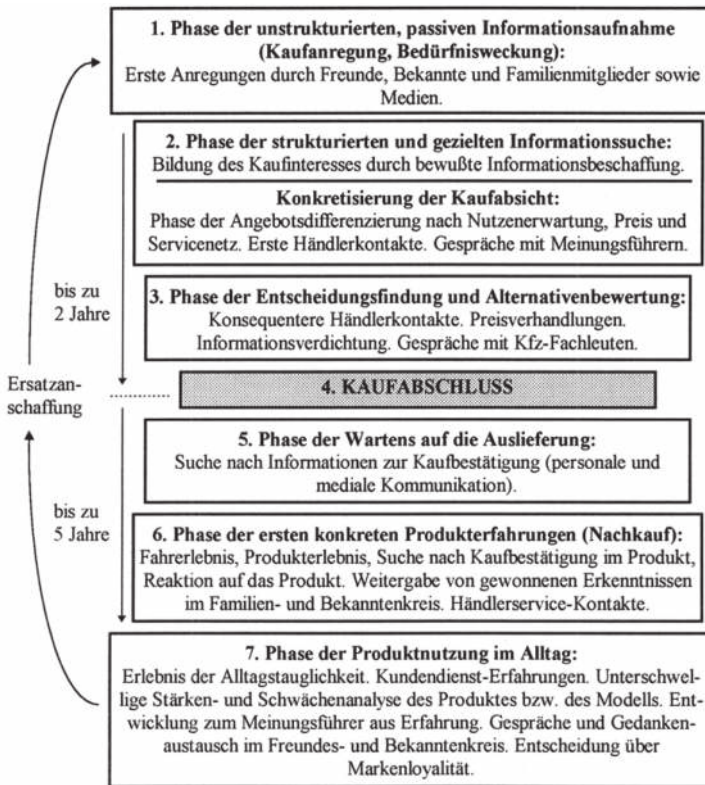 1. Phase der unstrukturierten, passiven Informationsaufnahme
(Kaufanregung, Bedürfnisweckung):
Erste Anregungen durch Freunde, Bekannte und Familienmitglieder sowie
Medien.
2. Phase der strukturierten und gezielten Informationssuche:
Bildung des Kaufinteresses durch bewußte Informationsbeschaffung.
Konkretisierung der Kaufabsicht:
Phase der Angebotsdifferenzierung nach Nutzenerwartung, Preis und
Servicenetz. Erste Händlerkontakte. Gespräche mit Meinungsführern.
bis zu
2 Jahre
3. Phase der Entscheidungsfindung und Alternativenbewertung:
Konsequentere Händlerkontakte. Preisverhandlungen.
Informationsverdichtung. Gespräche mit Kfz-Fachleuten.
Ersatzan-
schaffung
4. KAUFABSCHLUSS
5. Phase der Wartens auf die Auslieferung:
Suche nach Informationen zur Kaufbestätigung (personale und
mediale Kommunikation).
bis zu
5 Jahre
6. Phase der ersten konkreten Produkterfahrungen (Nachkauf):
Fahrerlebnis, Produkterlebnis, Suche nach Kaufbestätigung im Produkt,
Reaktion auf das Produkt. Weitergabe von gewonnenen Erkenntnissen
im Familien- und Bekanntenkreis. Händlerservice-Kontakte.
7. Phase der Produktnutzung im Alltag:
Erlebnis der Alltagstauglichkeit. Kundendienst-Erfahrungen. Unterschwel-
lige Stärken- und Schwächenanalyse des Produktes bzw. des Modells. Ent-
wicklung zum Meinungsführer aus Erfahrung. Gespräche und Gedanken-
austausch im Freundes- und Bekanntenkreis. Entscheidung über
Markenloyalität.